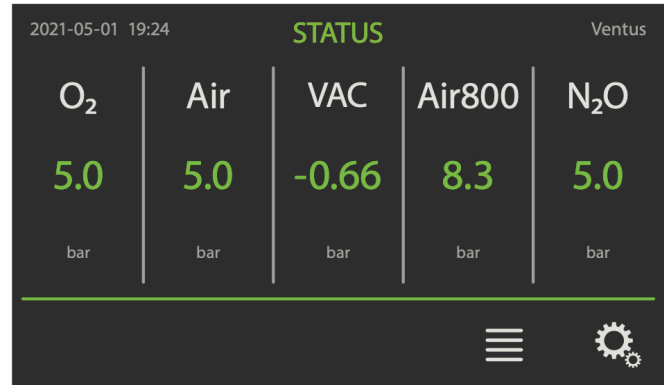 2021-05-01 19:24 STATUS Ventus
O₂ Air VAC Air800 N₂O
5.0 5.0 -0.66 8.3 5.0
bar bar bar bar bar